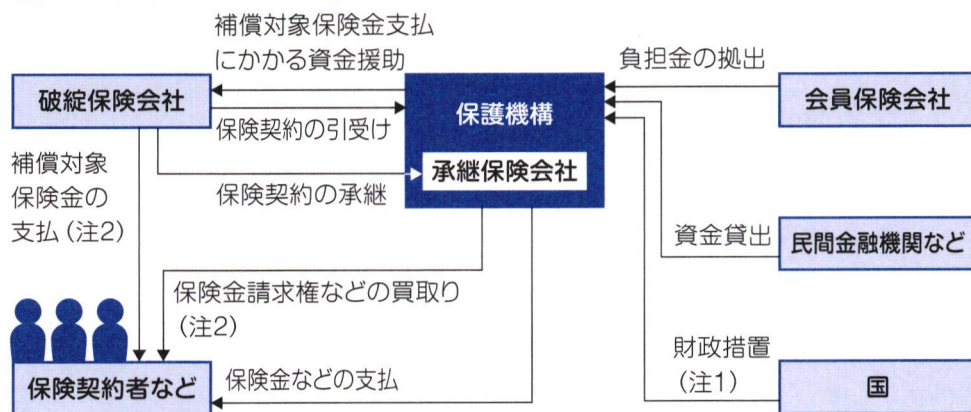 補償対象保険金支払
にかかる資金援助
負担金の拠出
破綻保険会社
保護機構
会員保険会社
保険契約の引受け
補償対象
保険金の
支払(注2)
承継保険会社
保険契約の承継
資金貸出
民間金融機関など
保険金請求権などの買取り
(注2)
財政措置
(注1)
保険契約者など
保険金などの支払
国